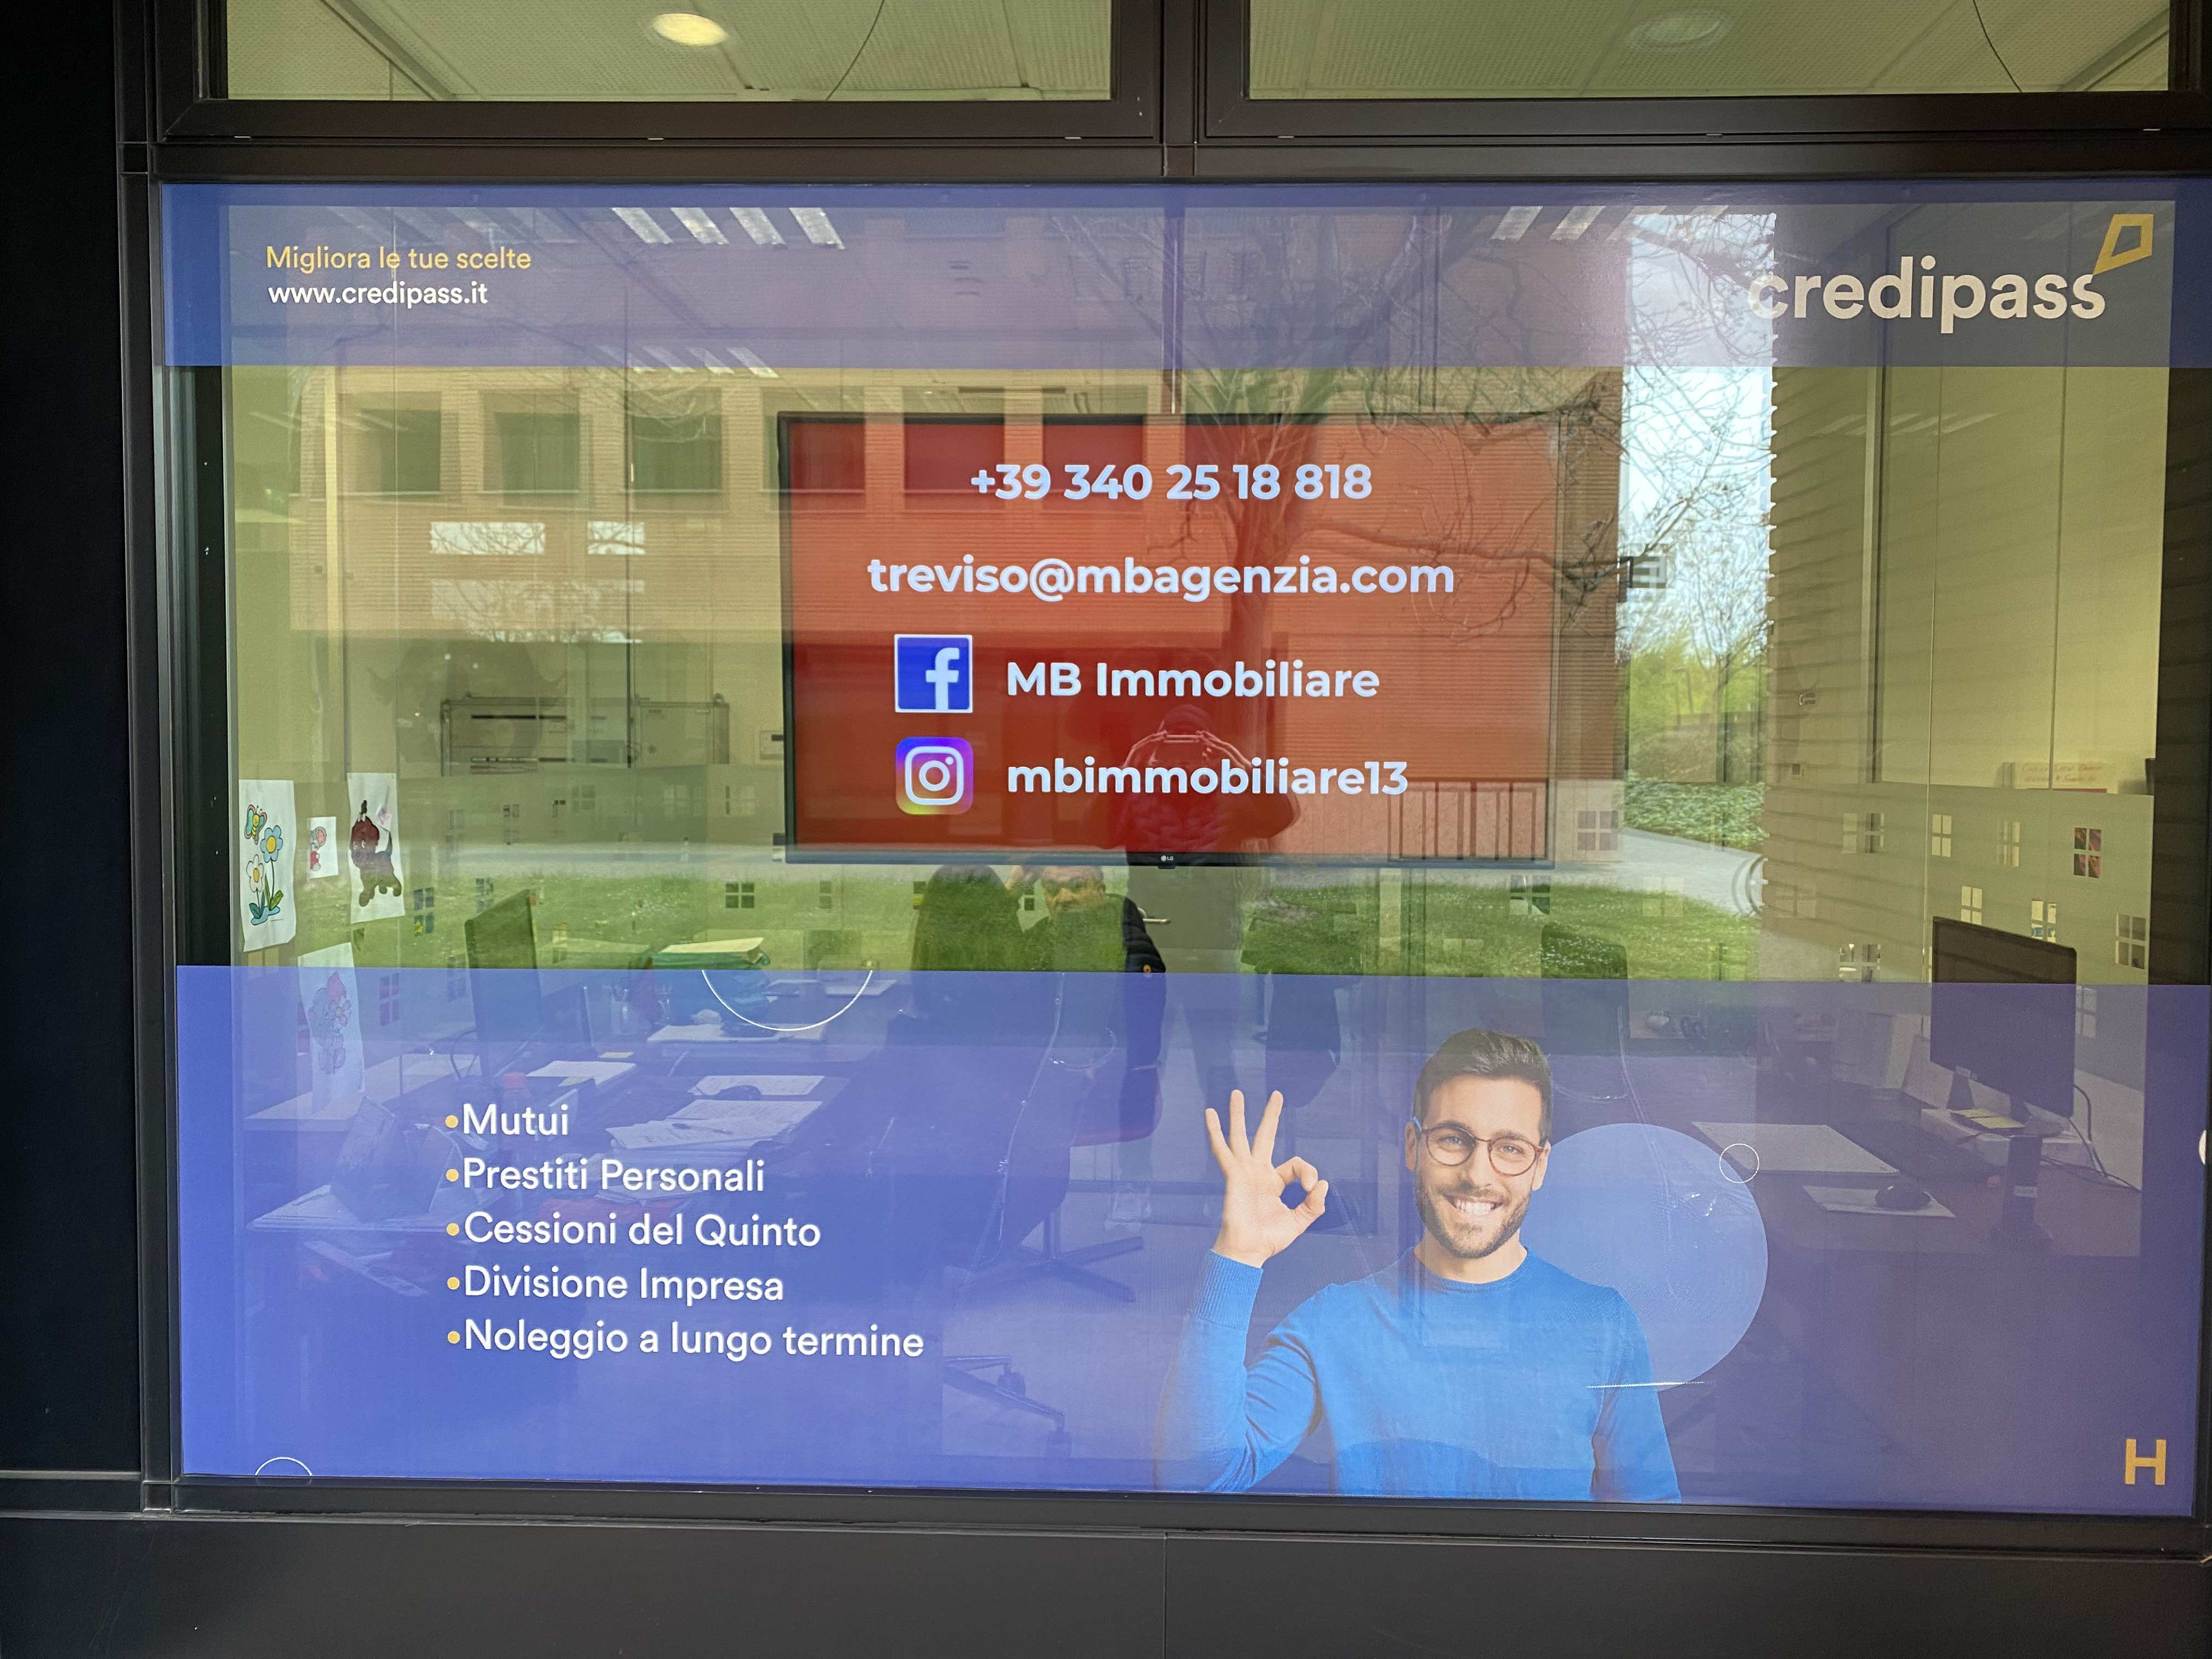 Migliora le tue scelte
www.credipass.it
credipass
+39 340 25 18 818
treviso@mbagenzia.com
MB Immobiliare
mbimmobiliare13
LG
•Mutui
•Prestiti Personali
•Cessioni del Quinto
•Divisione Impresa
•Noleggio a lungo termine
H